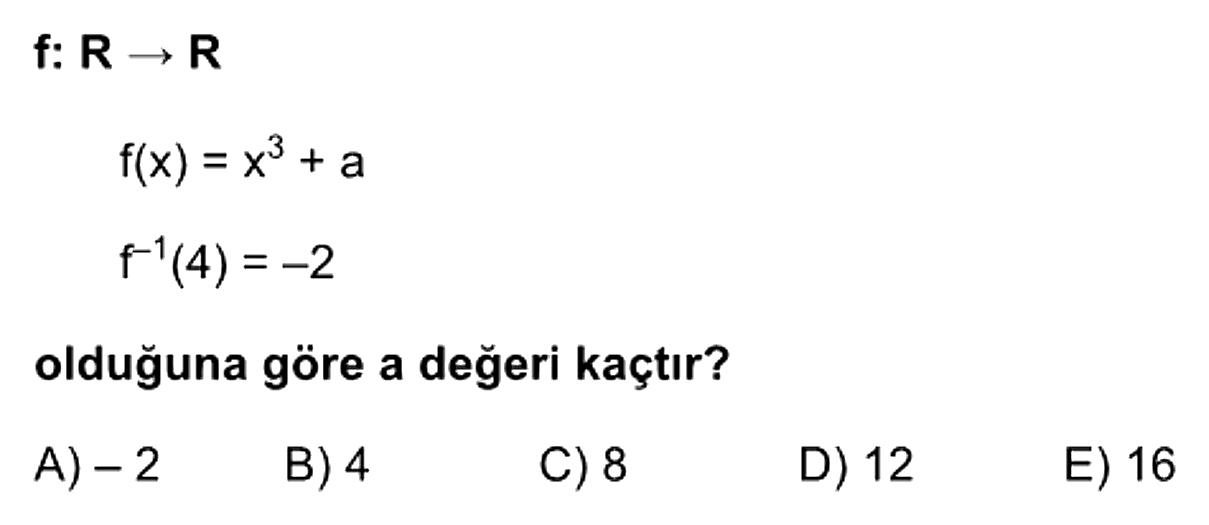 f: R → R
f(x) = x³ + a
f⁻¹(4) = –2
olduğuna göre a değeri kaçtır?
A) – 2 B) 4 C) 8 D) 12 E) 16